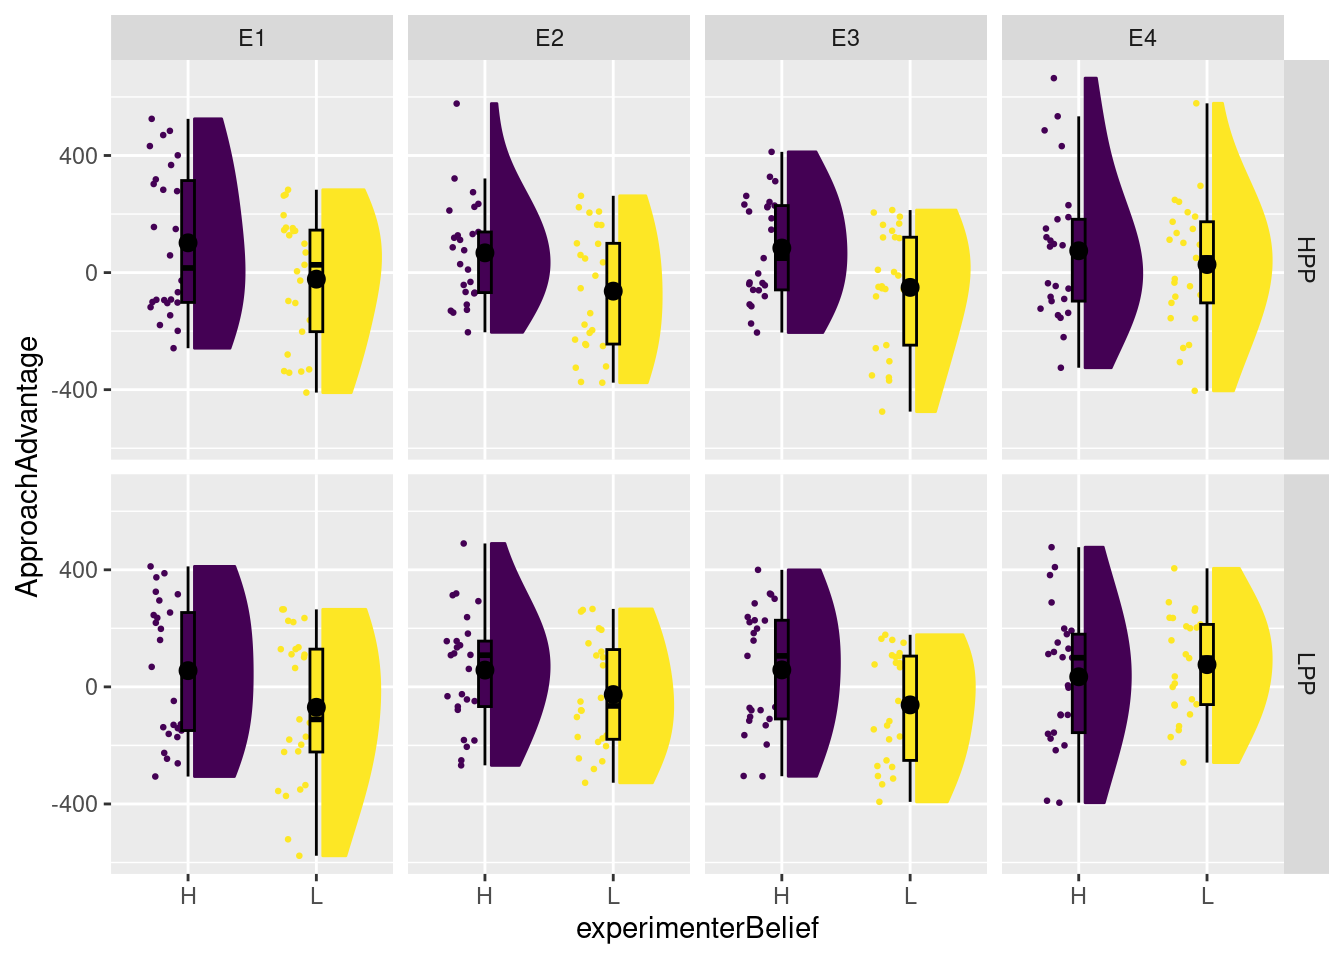 E1 E2 E3 E4
400
0
-400
HPP
400
0
-400
LPP
ApproachAdvantage
H L H L H L H L
experimenterBelief